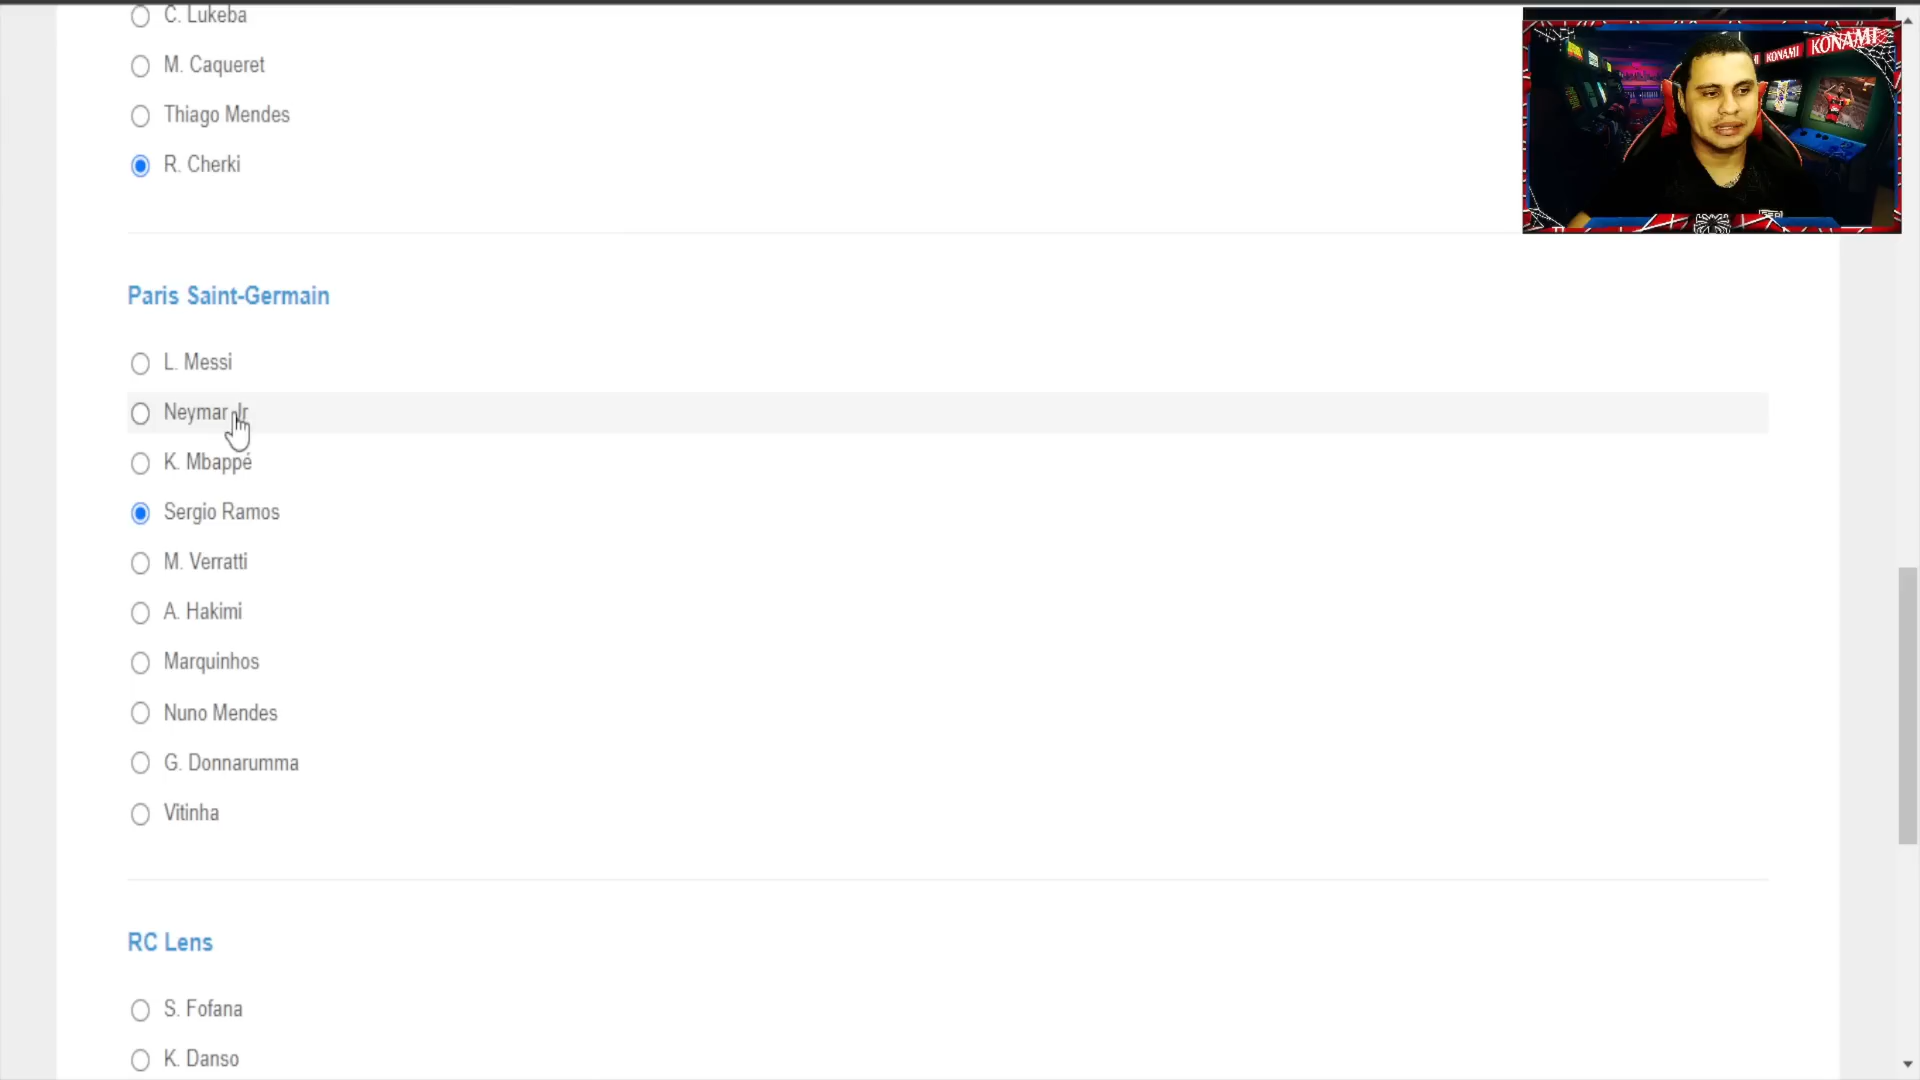 C. Lukeba
M. Caqueret
Thiago Mendes
R. Cherki
KONAMI
KONAMI
Paris Saint-Germain
L. Messi
Neymar Jr
K. Mbappé
Sergio Ramos
M. Verratti
A. Hakimi
Marquinhos
Nuno Mendes
G. Donnarumma
Vitinha
RC Lens
S. Fofana
K. Danso